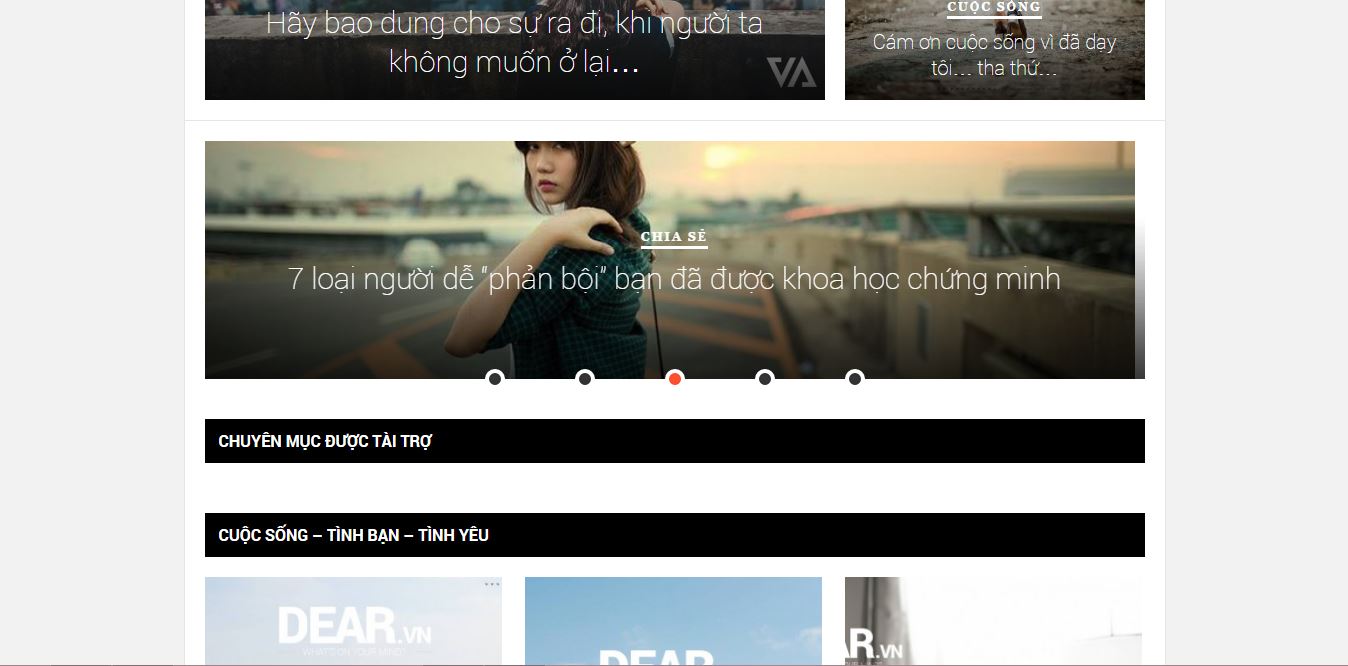 Hãy bao dung cho sự ra đi, khi người ta
không muốn ở lại…
VA
CUỘC SỐNG
Cám ơn cuộc sống vì đã dạy
tôi… tha thứ…
CHIA SẺ
7 loại người dễ “phản bội” bạn đã được khoa học chứng minh
CHUYÊN MỤC ĐƯỢC TÀI TRỢ
CUỘC SỐNG – TÌNH BẠN – TÌNH YÊU
DEAR.VN
WHAT'S ON YOUR MIND?
DEAR
AR.VN